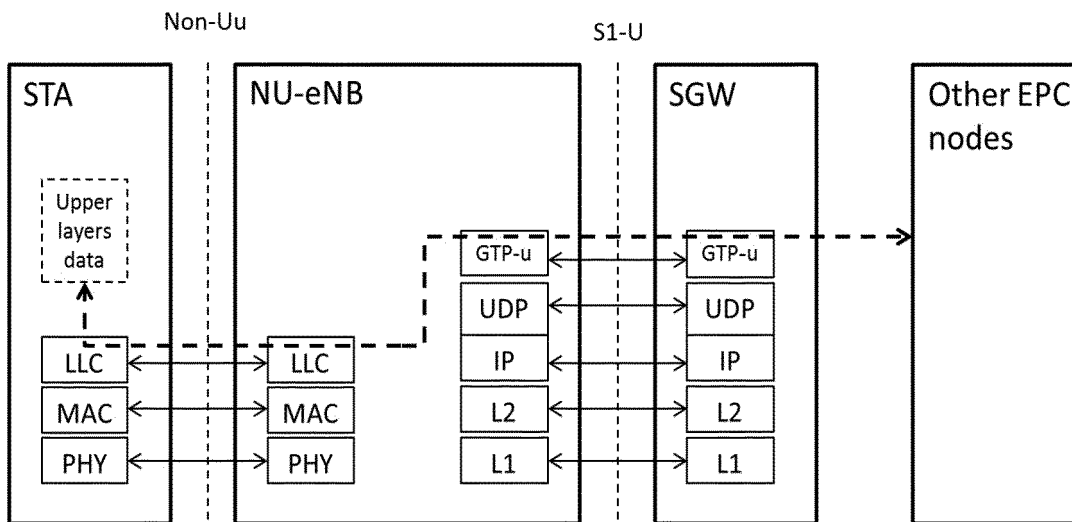 Non-Uu
S1-U
STA
NU-eNB
SGW
Other EPC
nodes
Upper
layers
data
GTP-u
GTP-u
UDP
UDP
LLC
LLC
IP
IP
MAC
MAC
L2
L2
PHY
PHY
L1
L1